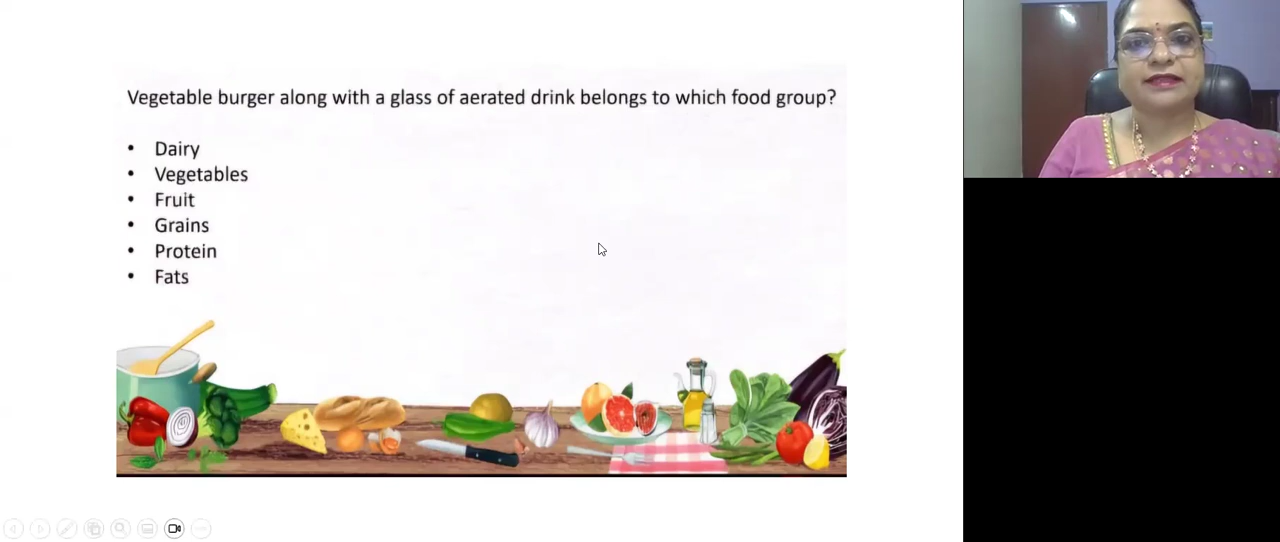 Vegetable burger along with a glass of aerated drink belongs to which food group?
• Dairy
• Vegetables
• Fruit
• Grains
• Protein
• Fats